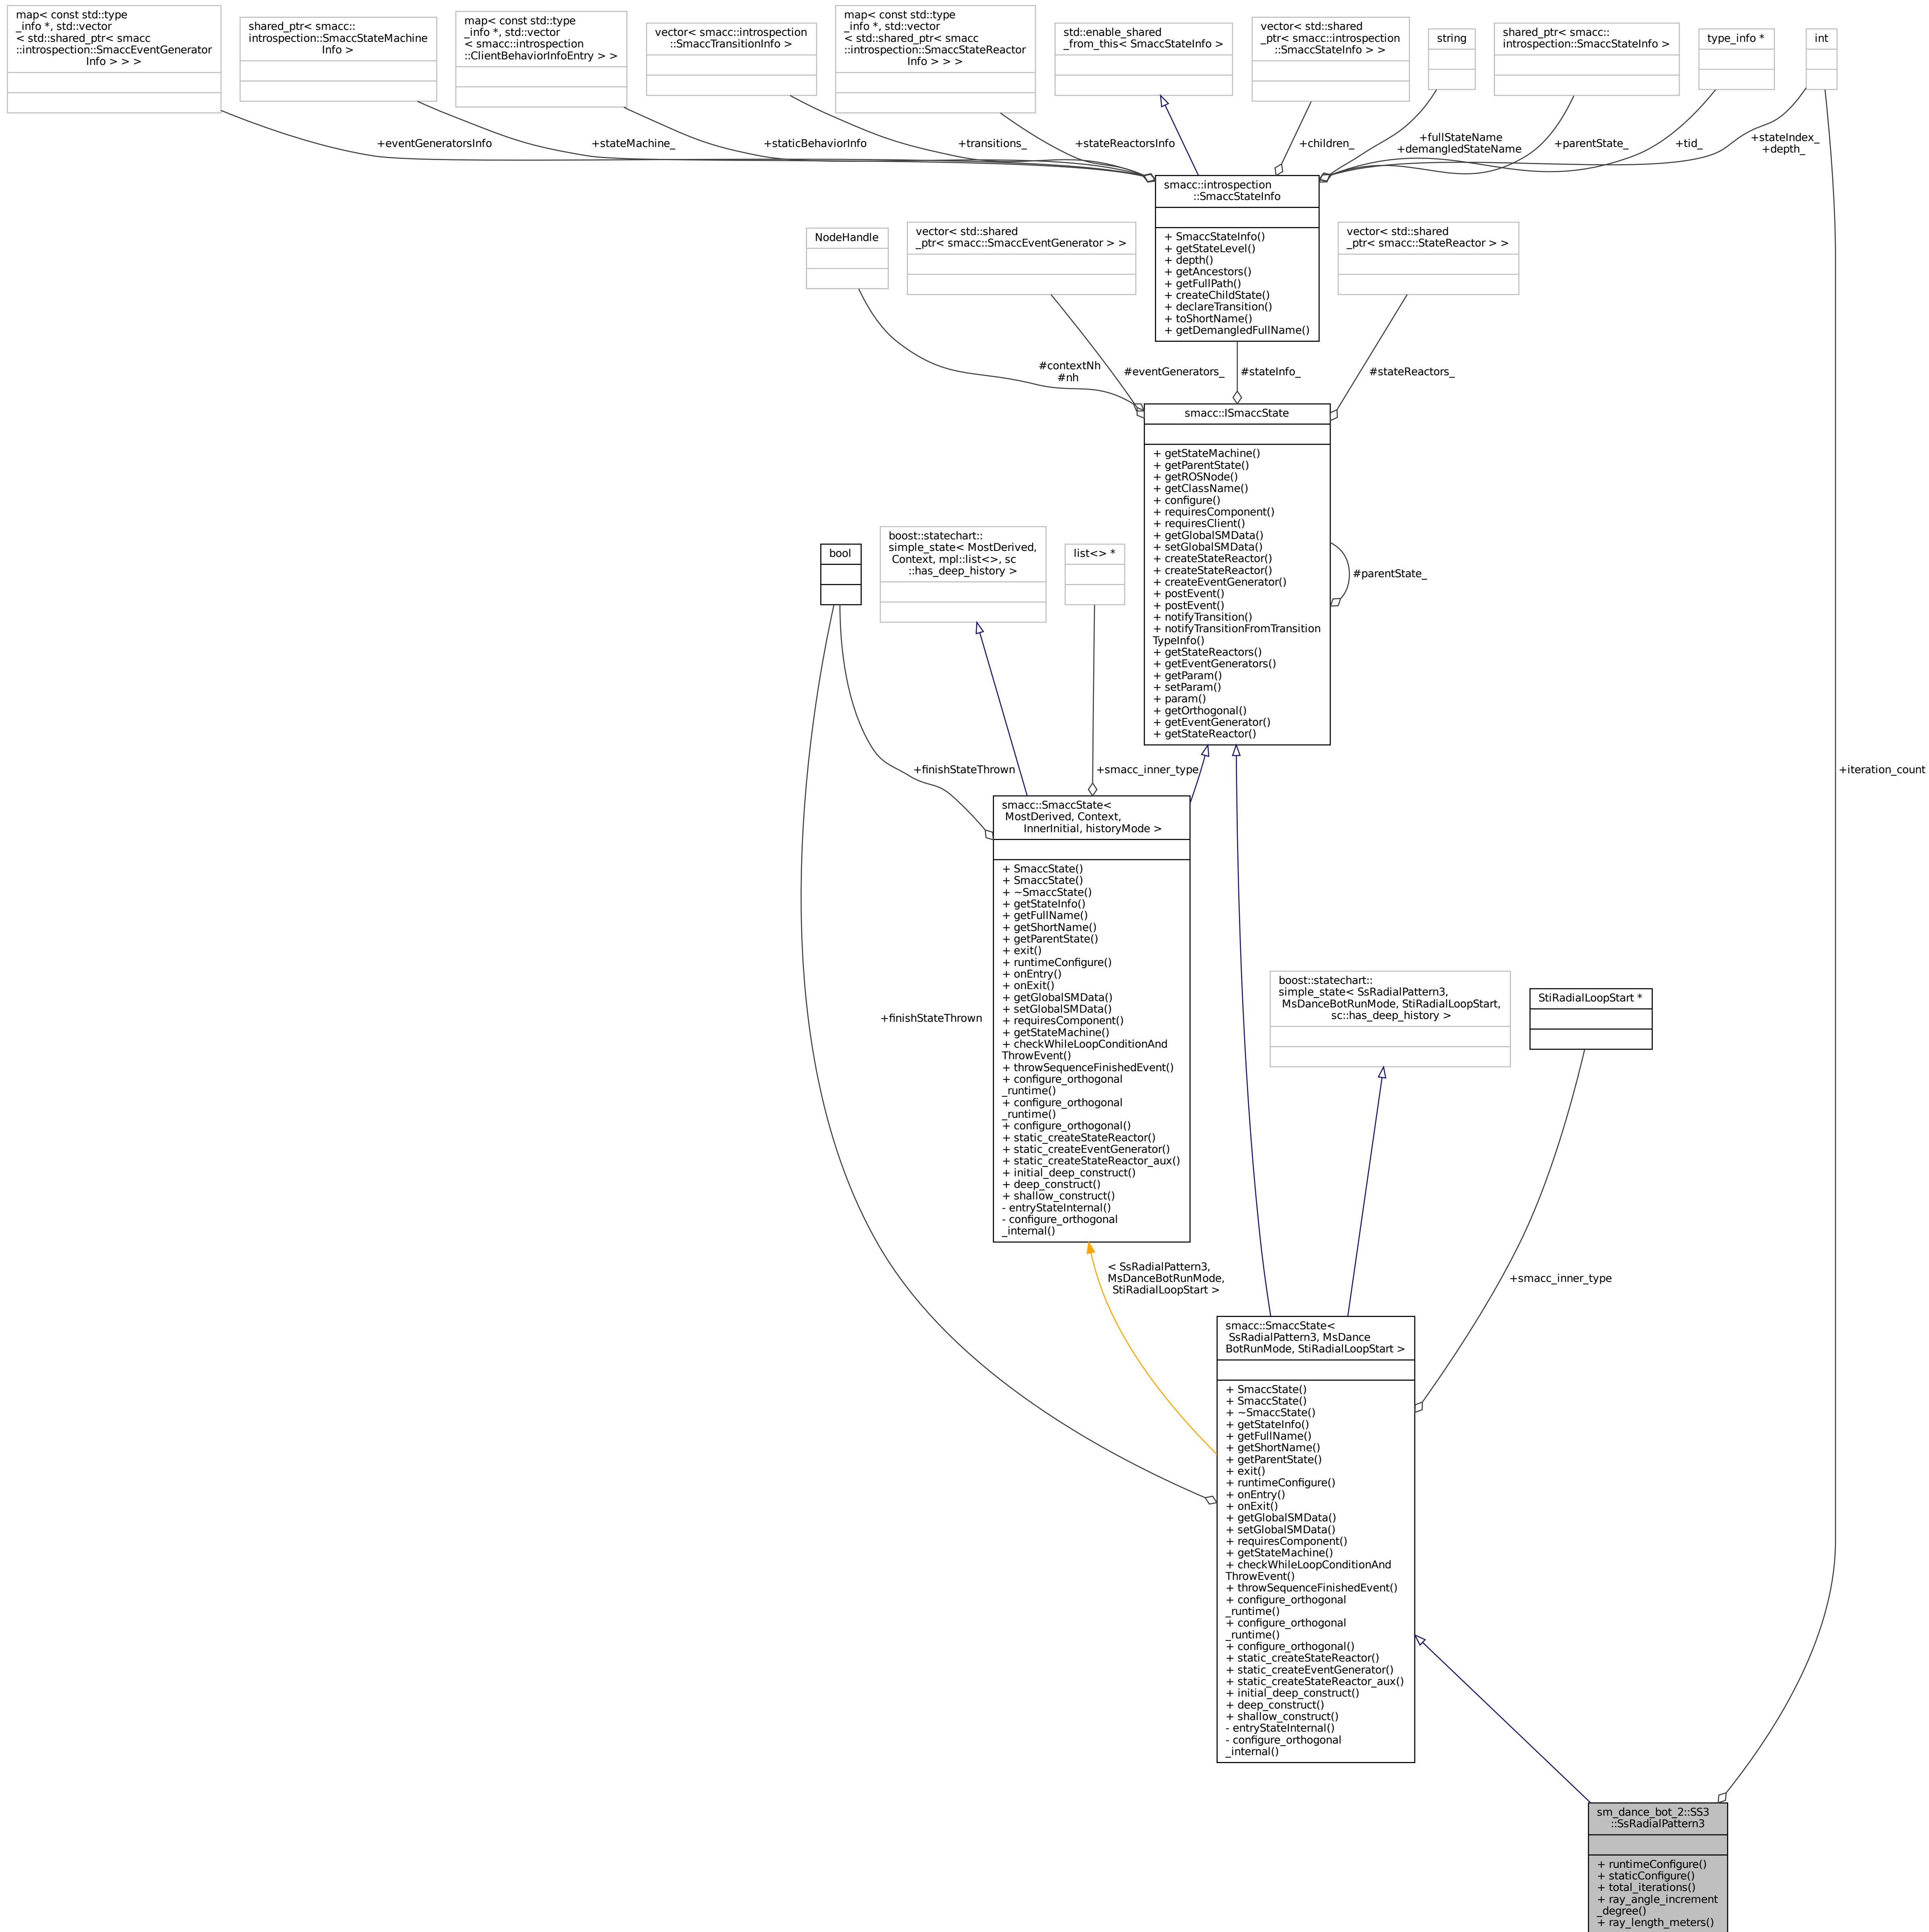 map< const std::type
_info *, std::vector
< std::shared_ptr< smacc
::introspection::SmaccEventGenerator
Info > > >
shared_ptr< smacc::
introspection::SmaccStateMachine
Info >
map< const std::type
_info *, std::vector
< smacc::introspection
::ClientBehaviorInfoEntry > >
vector< smacc::introspection
::SmaccTransitionInfo >
map< const std::type
_info *, std::vector
< std::shared_ptr< smacc
::introspection::SmaccStateReactor
Info > > >
std::enable_shared
_from_this< SmaccStateInfo >
vector< std::shared
_ptr< smacc::introspection
::SmaccStateInfo > >
string
shared_ptr< smacc::
introspection::SmaccStateInfo >
type_info *
int
+eventGeneratorsInfo
+stateMachine_
+staticBehaviorInfo
+transitions_
+stateReactorsInfo
+children_
+fullStateName
+demangledStateName
+parentState_
+tid_
+stateIndex_
+depth_
smacc::introspection
::SmaccStateInfo
+ SmaccStateInfo()
+ getStateLevel()
+ depth()
+ getAncestors()
+ getFullPath()
+ createChildState()
+ declareTransition()
+ toShortName()
+ getDemangledFullName()
NodeHandle
vector< std::shared
_ptr< smacc::SmaccEventGenerator > >
vector< std::shared
_ptr< smacc::StateReactor > >
#contextNh
#nh
#eventGenerators_
#stateInfo_
#stateReactors_
smacc::ISmaccState
+ getStateMachine()
+ getParentState()
+ getROSNode()
+ getClassName()
+ configure()
+ requiresComponent()
+ requiresClient()
+ getGlobalSMData()
+ setGlobalSMData()
+ createStateReactor()
+ createStateReactor()
+ createEventGenerator()
+ postEvent()
+ postEvent()
+ notifyTransition()
+ notifyTransitionFromTransition
TypeInfo()
+ getStateReactors()
+ getEventGenerators()
+ getParam()
+ setParam()
+ param()
+ getOrthogonal()
+ getEventGenerator()
+ getStateReactor()
#parentState_
bool
boost::statechart::
simple_state< MostDerived,
Context, mpl::list<>, sc
::has_deep_history >
list<> *
+finishStateThrown
+smacc_inner_type
+iteration_count
smacc::SmaccState<
MostDerived, Context,
InnerInitial, historyMode >
+ SmaccState()
+ SmaccState()
+ ~SmaccState()
+ getStateInfo()
+ getFullName()
+ getShortName()
+ getParentState()
+ exit()
+ runtimeConfigure()
+ onEntry()
+ onExit()
+ getGlobalSMData()
+ setGlobalSMData()
+ requiresComponent()
+ getStateMachine()
+ checkWhileLoopConditionAnd
ThrowEvent()
+ throwSequenceFinishedEvent()
+ configure_orthogonal
_runtime()
+ configure_orthogonal
_runtime()
+ configure_orthogonal()
+ static_createStateReactor()
+ static_createEventGenerator()
+ static_createStateReactor_aux()
+ initial_deep_construct()
+ deep_construct()
+ shallow_construct()
- entryStateInternal()
- configure_orthogonal
_internal()
+finishStateThrown
boost::statechart::
simple_state< SsRadialPattern3,
MsDanceBotRunMode, StiRadialLoopStart,
sc::has_deep_history >
StiRadialLoopStart *
< SsRadialPattern3,
MsDanceBotRunMode,
StiRadialLoopStart >
+smacc_inner_type
smacc::SmaccState<
SsRadialPattern3, MsDance
BotRunMode, StiRadialLoopStart >
+ SmaccState()
+ SmaccState()
+ ~SmaccState()
+ getStateInfo()
+ getFullName()
+ getShortName()
+ getParentState()
+ exit()
+ runtimeConfigure()
+ onEntry()
+ onExit()
+ getGlobalSMData()
+ setGlobalSMData()
+ requiresComponent()
+ getStateMachine()
+ checkWhileLoopConditionAnd
ThrowEvent()
+ throwSequenceFinishedEvent()
+ configure_orthogonal
_runtime()
+ configure_orthogonal
_runtime()
+ configure_orthogonal()
+ static_createStateReactor()
+ static_createEventGenerator()
+ static_createStateReactor_aux()
+ initial_deep_construct()
+ deep_construct()
+ shallow_construct()
- entryStateInternal()
- configure_orthogonal
_internal()
sm_dance_bot_2::SS3
::SsRadialPattern3
+ runtimeConfigure()
+ staticConfigure()
+ total_iterations()
+ ray_angle_increment
_degree()
+ ray_length_meters()